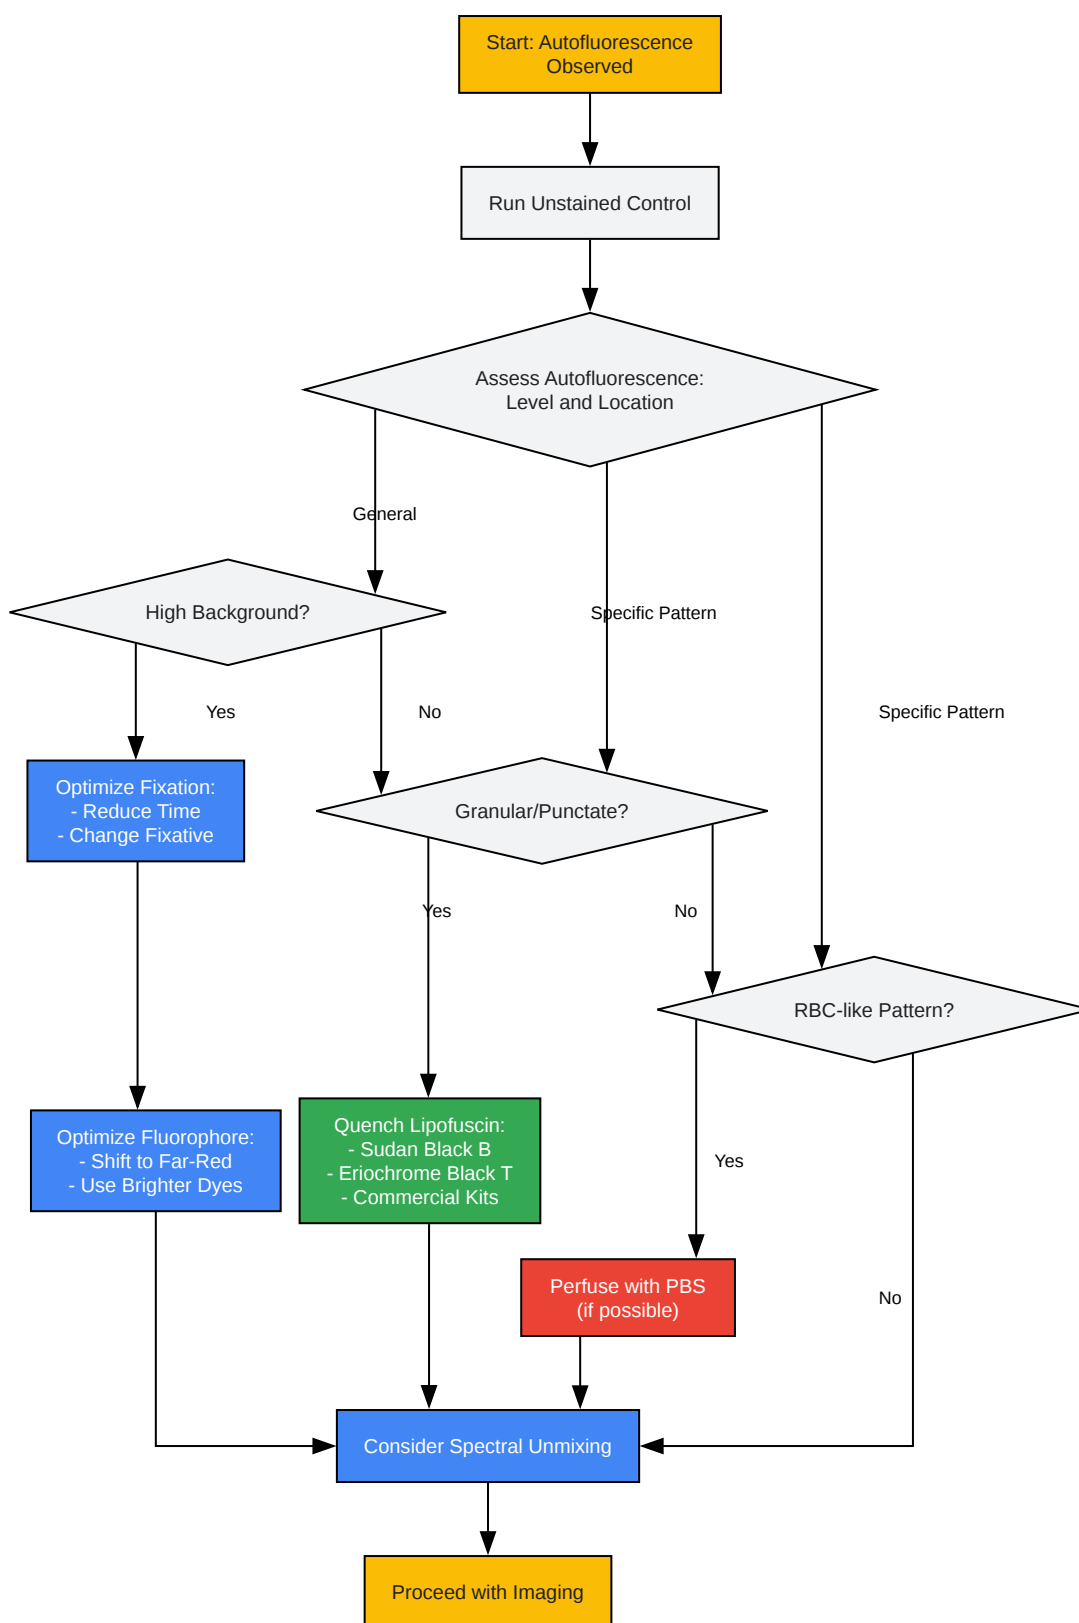 Start: Autofluorescence
Observed
Run Unstained Control
Assess Autofluorescence:
Level and Location
General
High Background?
Specific Pattern
Specific Pattern
Yes
No
Optimize Fixation:
- Reduce Time
- Change Fixative
Granular/Punctate?
Yes
No
RBC-like Pattern?
Optimize Fluorophore:
- Shift to Far-Red
- Use Brighter Dyes
Quench Lipofuscin:
- Sudan Black B
- Eriochrome Black T
- Commercial Kits
Yes
Perfuse with PBS
(if possible)
No
Consider Spectral Unmixing
Proceed with Imaging